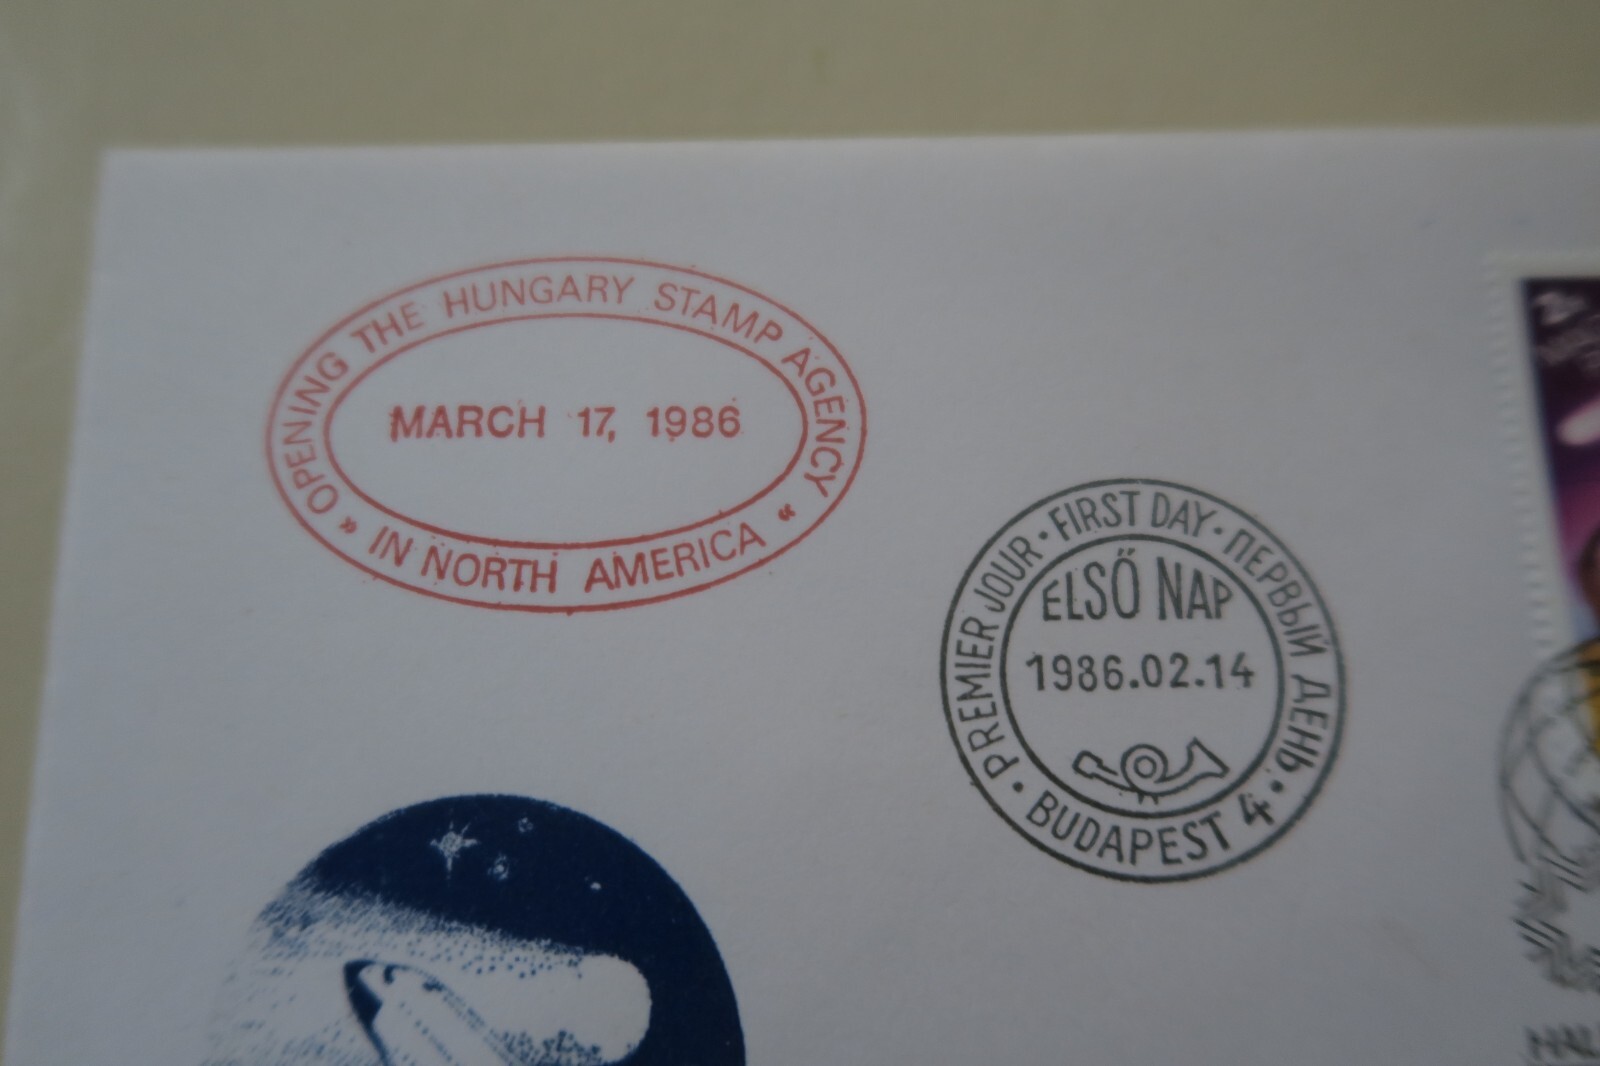 OPENING THE HUNGARY STAMP AGENCY
MARCH 17, 1986
» IN NORTH AMERICA «
PREMIER JOUR · FIRST DAY · ПЕРВЫЙ ДЕНЬ ·
ELSŐ NAP
1986.02.14
· BUDAPEST 4 ·